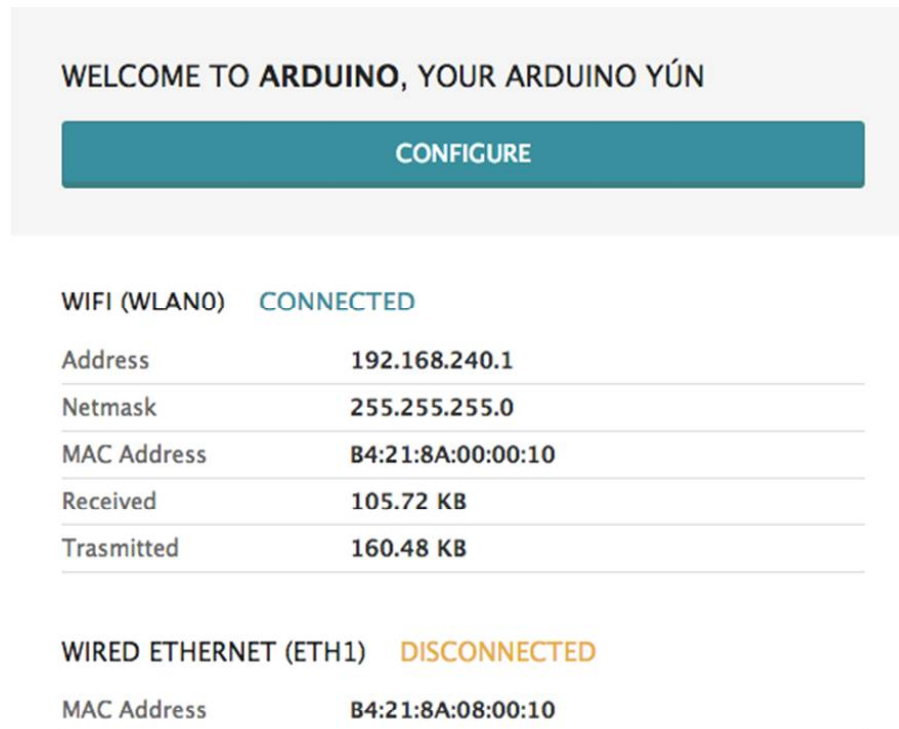 WELCOME TO ARDUINO, YOUR ARDUINO YÚN
CONFIGURE
WIFI (WLAN0) CONNECTED
Address 192.168.240.1
Netmask 255.255.255.0
MAC Address B4:21:8A:00:00:10
Received 105.72 KB
Trasmitted 160.48 KB
WIRED ETHERNET (ETH1) DISCONNECTED
MAC Address B4:21:8A:08:00:10